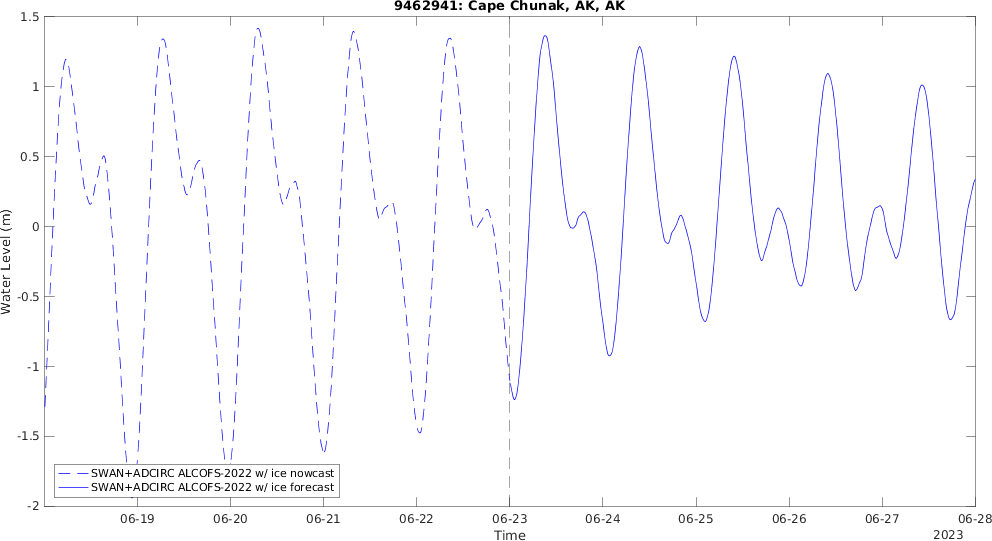 9462941: Cape Chunak, AK, AK
1.5
1
0.5
0
-0.5
-1
-1.5
-2
Water Level (m)
SWAN+ADCIRC ALCOFS-2022 w/ ice nowcast
SWAN+ADCIRC ALCOFS-2022 w/ ice forecast
06-19 06-20 06-21 06-22 06-23 06-24 06-25 06-26 06-27 06-28
Time
2023